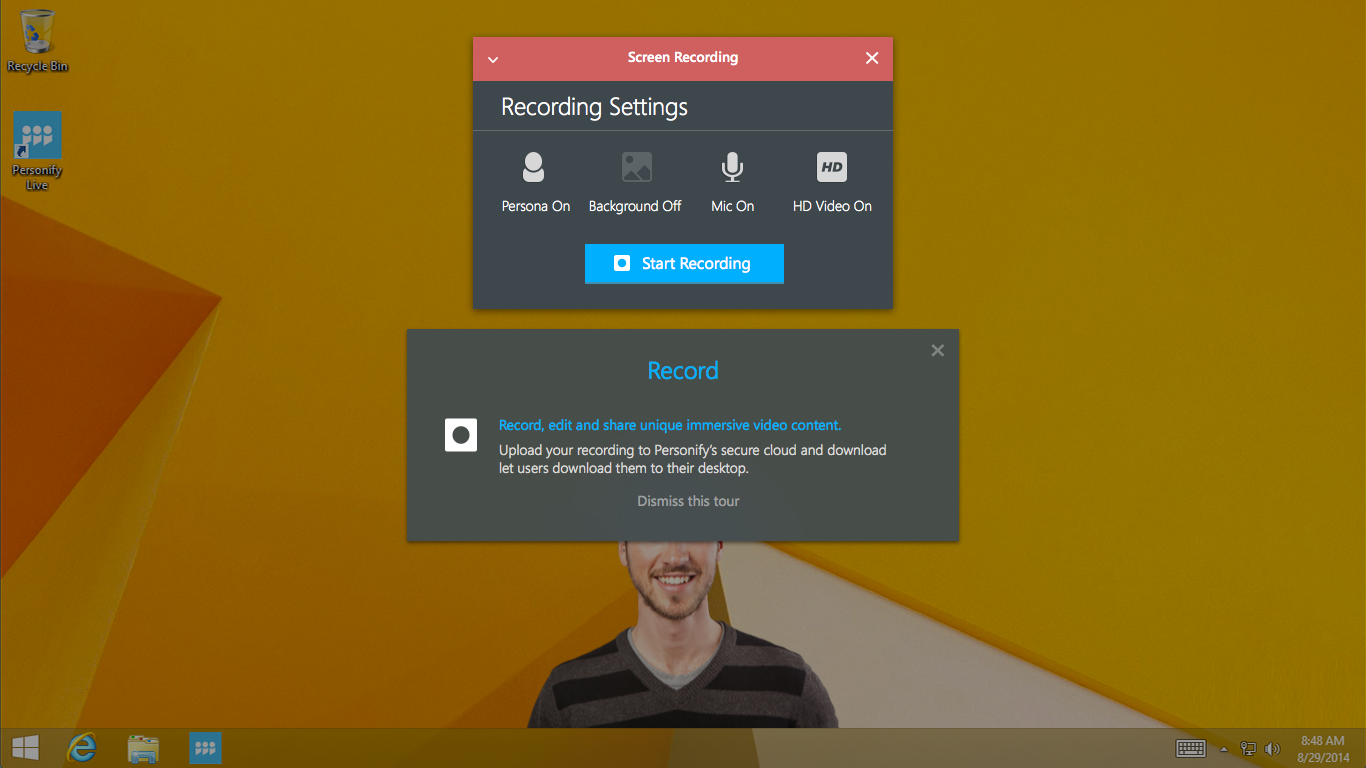 Recycle Bin
Personify
Live
Screen Recording
Recording Settings
Persona On
Background Off
Mic On
HD
HD Video On
Start Recording
Record
Record, edit and share unique immersive video content.
Upload your recording to Personify's secure cloud and download
let users download them to their desktop.
Dismiss this tour
8:48 AM
8/29/2014